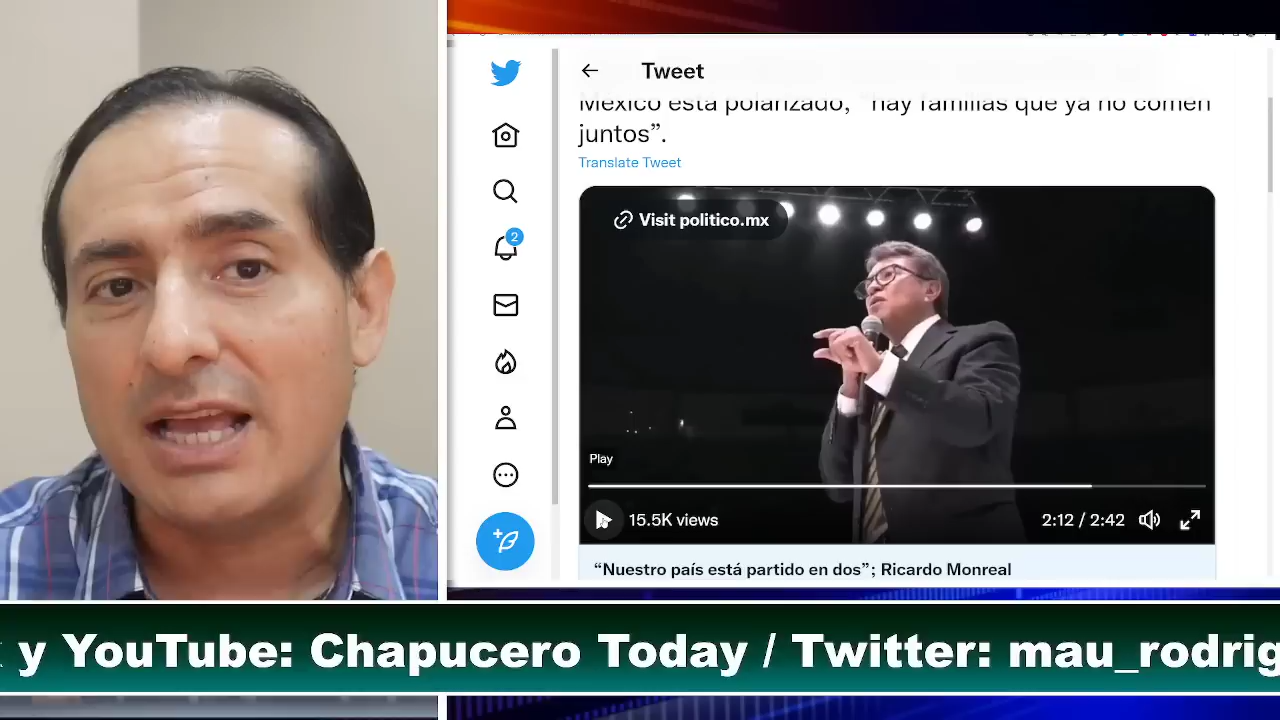 Tweet
México está polarizado, “hay familias que ya no comen
juntos”.
Translate Tweet
2
Visit politico.mx
Play
15.5K views
2:12 / 2:42
“Nuestro país está partido en dos”; Ricardo Monreal
y YouTube: Chapucero Today / Twitter: mau_rodrig